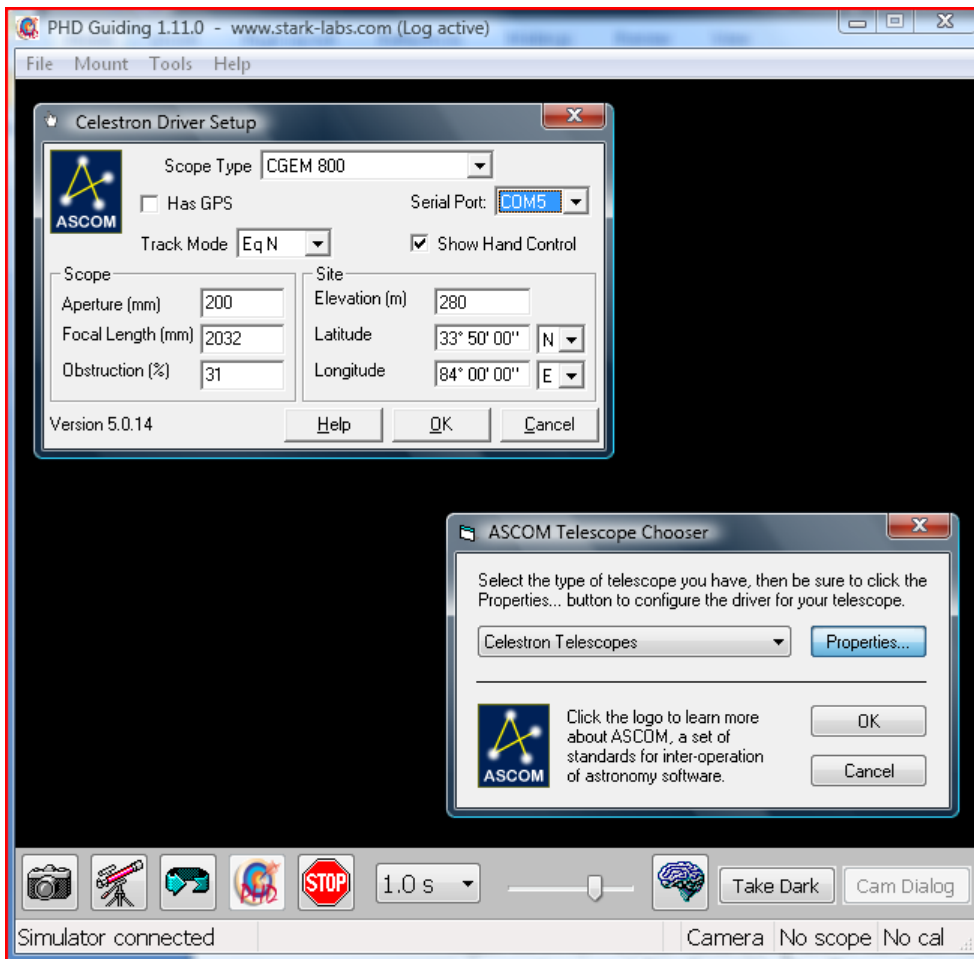 PHD Guiding 1.11.0 - www.stark-labs.com (Log active)
File Mount Tools Help
Celestron Driver Setup
Scope Type CGEM 800
ASCOM
Has GPS
Serial Port: COM5
Track Mode Eq N
Show Hand Control
Scope
Aperture (mm) 200
Focal Length (mm) 2032
Obstruction (%) 31
Site
Elevation (m) 280
Latitude 33° 50' 00'' N
Longitude 84° 00' 00'' E
Version 5.0.14
Help OK Cancel
ASCOM Telescope Chooser
Select the type of telescope you have, then be sure to click the
Properties... button to configure the driver for your telescope.
Celestron Telescopes Properties...
ASCOM
Click the logo to learn more
about ASCOM, a set of
standards for inter-operation
of astronomy software.
OK
Cancel
PHD
STOP
1.0 s
Take Dark
Cam Dialog
Simulator connected
Camera No scope No cal